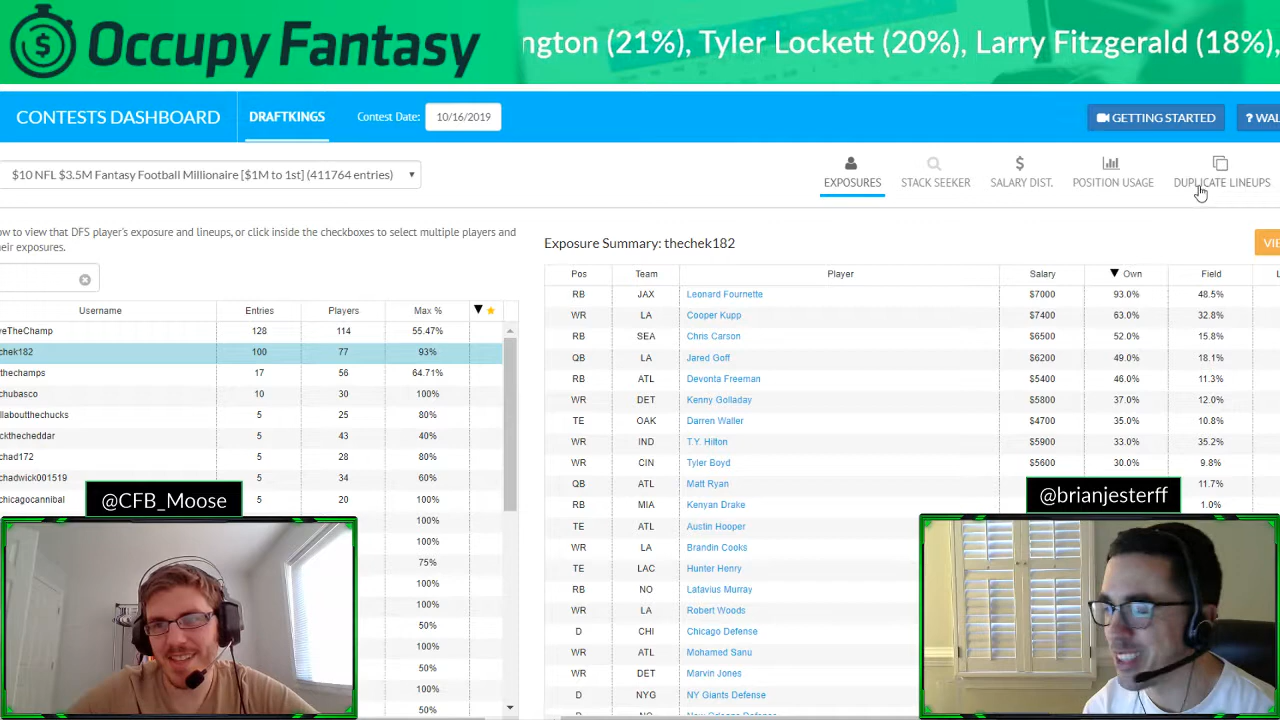 Occupy Fantasy
ngton (21%), Tyler Lockett (20%), Larry Fitzgerald (18%),
CONTESTS DASHBOARD
DRAFTKINGS
Contest Date:
10/16/2019
GETTING STARTED
? WAL
$10 NFL $3.5M Fantasy Football Millionaire [$1M to 1st] (411764 entries)
EXPOSURES
STACK SEEKER
SALARY DIST.
POSITION USAGE
DUPLICATE LINEUPS
ow to view that DFS player's exposure and lineups, or click inside the checkboxes to select multiple players and
heir exposures.
Exposure Summary: thechek182
VIE
Username Entries Players Max %
veTheChamp 128 114 55.47%
chek182 100 77 93%
thechamps 17 56 64.71%
chubasco 10 30 100%
llaboutthechucks 5 25 80%
ckthecheddar 5 43 40%
chad172 5 28 80%
chadwick001519 5 34 60%
chicagocannibal 5 20 100%
100%
75%
100%
50%
100%
50%
100%
50%
Pos Team Player Salary Own Field
RB JAX Leonard Fournette $7000 93.0% 48.5%
WR LA Cooper Kupp $7400 63.0% 32.8%
RB SEA Chris Carson $6500 52.0% 15.8%
QB LA Jared Goff $6200 49.0% 18.1%
RB ATL Devonta Freeman $5400 46.0% 11.3%
WR DET Kenny Golladay $5800 37.0% 12.0%
TE OAK Darren Waller $4700 35.0% 10.8%
WR IND T.Y. Hilton $5900 33.0% 35.2%
WR CIN Tyler Boyd $5600 30.0% 9.8%
QB ATL Matt Ryan 11.7%
RB MIA Kenyan Drake 1.0%
TE ATL Austin Hooper
WR LA Brandin Cooks
TE LAC Hunter Henry
RB NO Latavius Murray
WR LA Robert Woods
D CHI Chicago Defense
WR ATL Mohamed Sanu
WR DET Marvin Jones
D NYG NY Giants Defense
D NO New Orleans Defense
@CFB_Moose
@brianjesterff